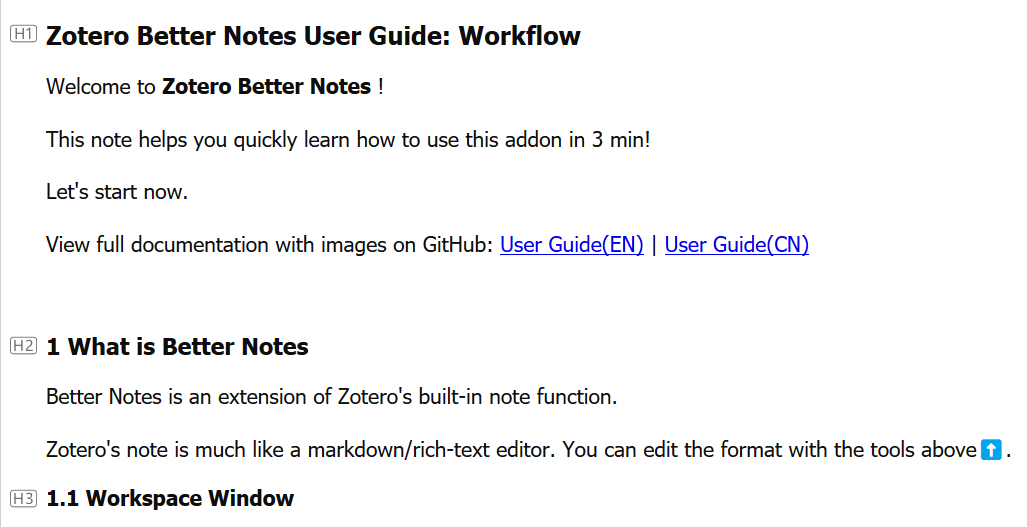 H1 Zotero Better Notes User Guide: Workflow
Welcome to Zotero Better Notes !
This note helps you quickly learn how to use this addon in 3 min!
Let's start now.
View full documentation with images on GitHub: User Guide(EN) | User Guide(CN)
H2 1 What is Better Notes
Better Notes is an extension of Zotero's built-in note function.
Zotero's note is much like a markdown/rich-text editor. You can edit the format with the tools above⬆️.
H3 1.1 Workspace Window